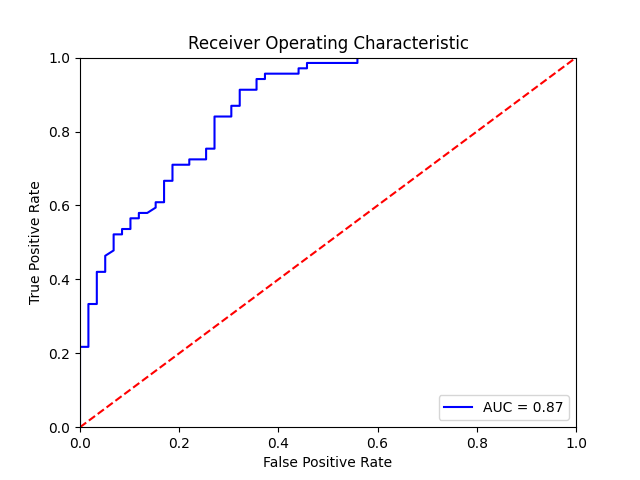 Receiver Operating Characteristic
1.0
0.8
0.6
0.4
0.2
0.0
True Positive Rate
AUC = 0.87
0.0 0.2 0.4 0.6 0.8 1.0
False Positive Rate